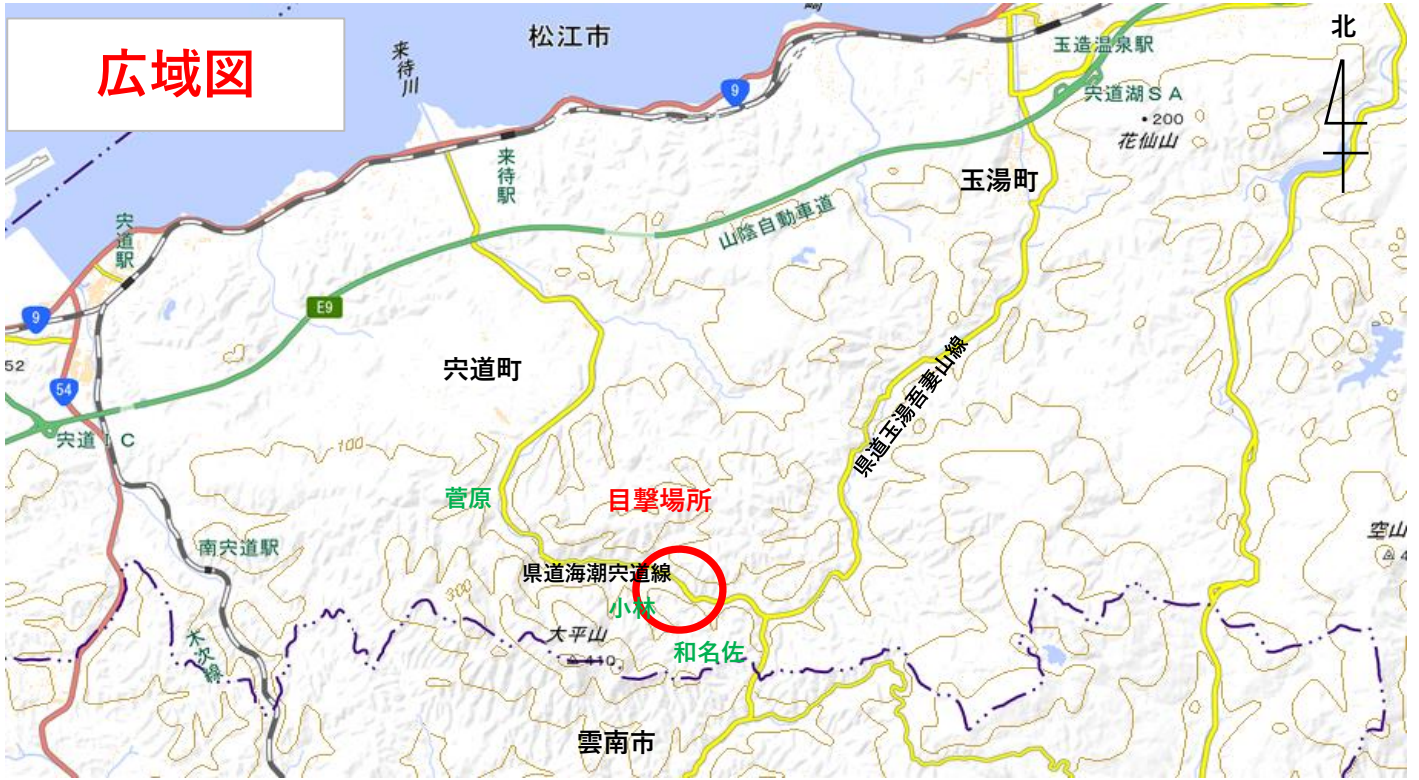 広域図
松江市
来待川
北
玉造温泉駅
9
宍道湖SA
・200
花仙山
来待駅
玉湯町
宍道駅
山陰自動車道
E9
9
52
宍道町
54
県道玉湯吾妻山線
宍道IC
100
菅原
目撃場所
空山
南宍道駅
県道海潮宍道線
300
小林
大平山
木次線
和名佐
410
雲南市